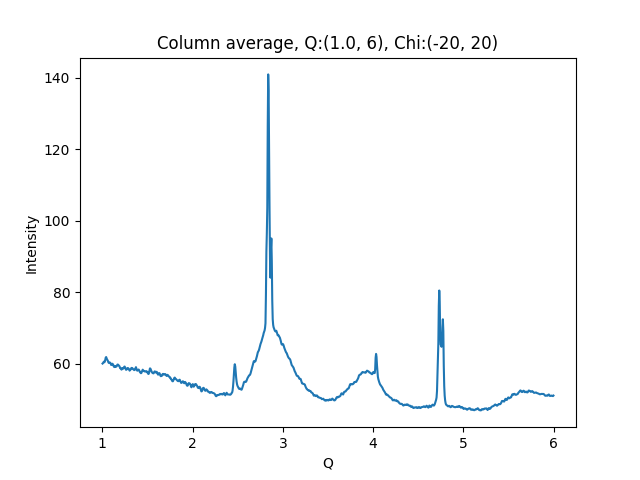 Column average, Q:(1.0, 6), Chi:(-20, 20)
140
120
100
80
60
Intensity
1 2 3 4 5 6
Q